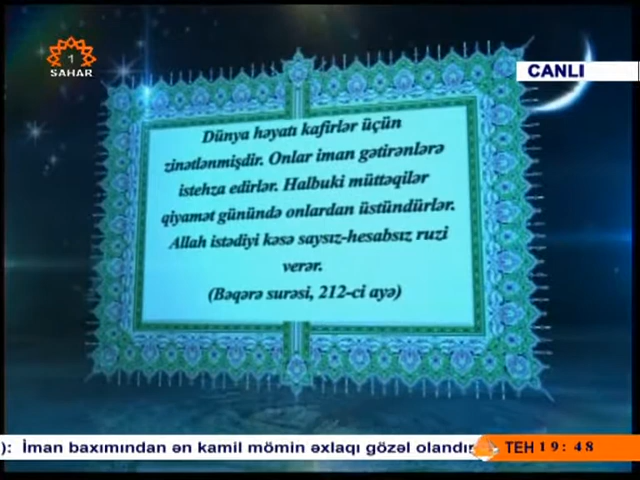 1
SAHAR
CANLI
Dünya həyatı kafirlər üçün
zinətlənmişdir. Onlar iman gətirənlərə
istehza edirlər. Halbuki müttəqilər
qiyamət günündə onlardan üstündürlər.
Allah istədiyi kəsə saysız-hesabsız ruzi
verər.
(Bəqərə surəsi, 212-ci ayə)
): İman baxımından ən kamil mömin əxlaqı gözəl olandır
TEH 19:48